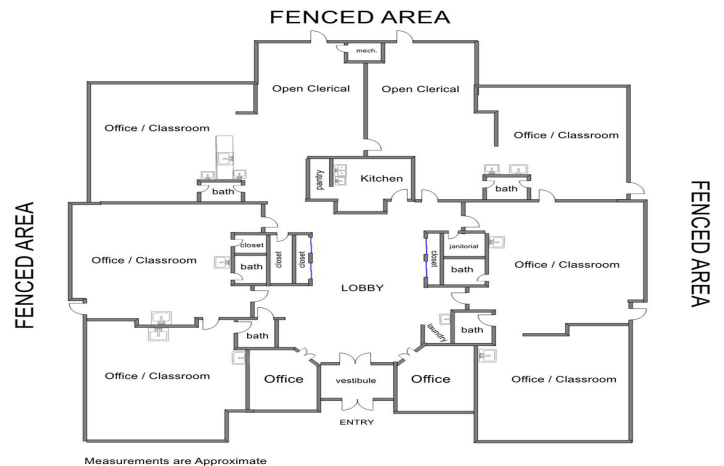 FENCED AREA
mech.
Open Clerical
Open Clerical
Office / Classroom
Office / Classroom
pantry
Kitchen
bath
bath
FENCED AREA
FENCED AREA
closet
closet
closet
closet
janitorial
Office / Classroom
bath
bath
Office / Classroom
LOBBY
bath
laundry
bath
Office / Classroom
Office
vestibule
Office
Office / Classroom
ENTRY
Measurements are Approximate